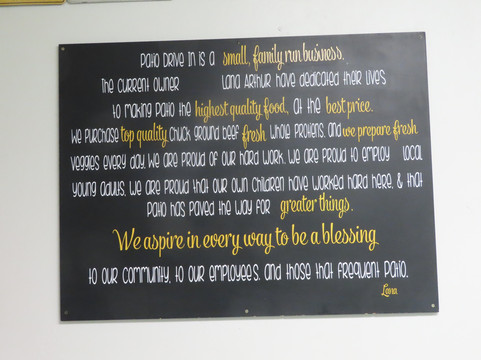 Patio Drive In is a small, family run business.
The current owner Lana Arthur have dedicated their lives
to making Patio the highest quality food, at the best price.
We purchase top quality chuck ground beef fresh whole protens, and we prepare fresh
veggies every day. We are proud of our hard work. We are proud to employ local
young adults. We are proud that our own children have worked hard here, & that
Patio has paved the way for greater things.
We aspire in every way to be a blessing
to our community, to our employees, and those that frequent Patio.
Lana